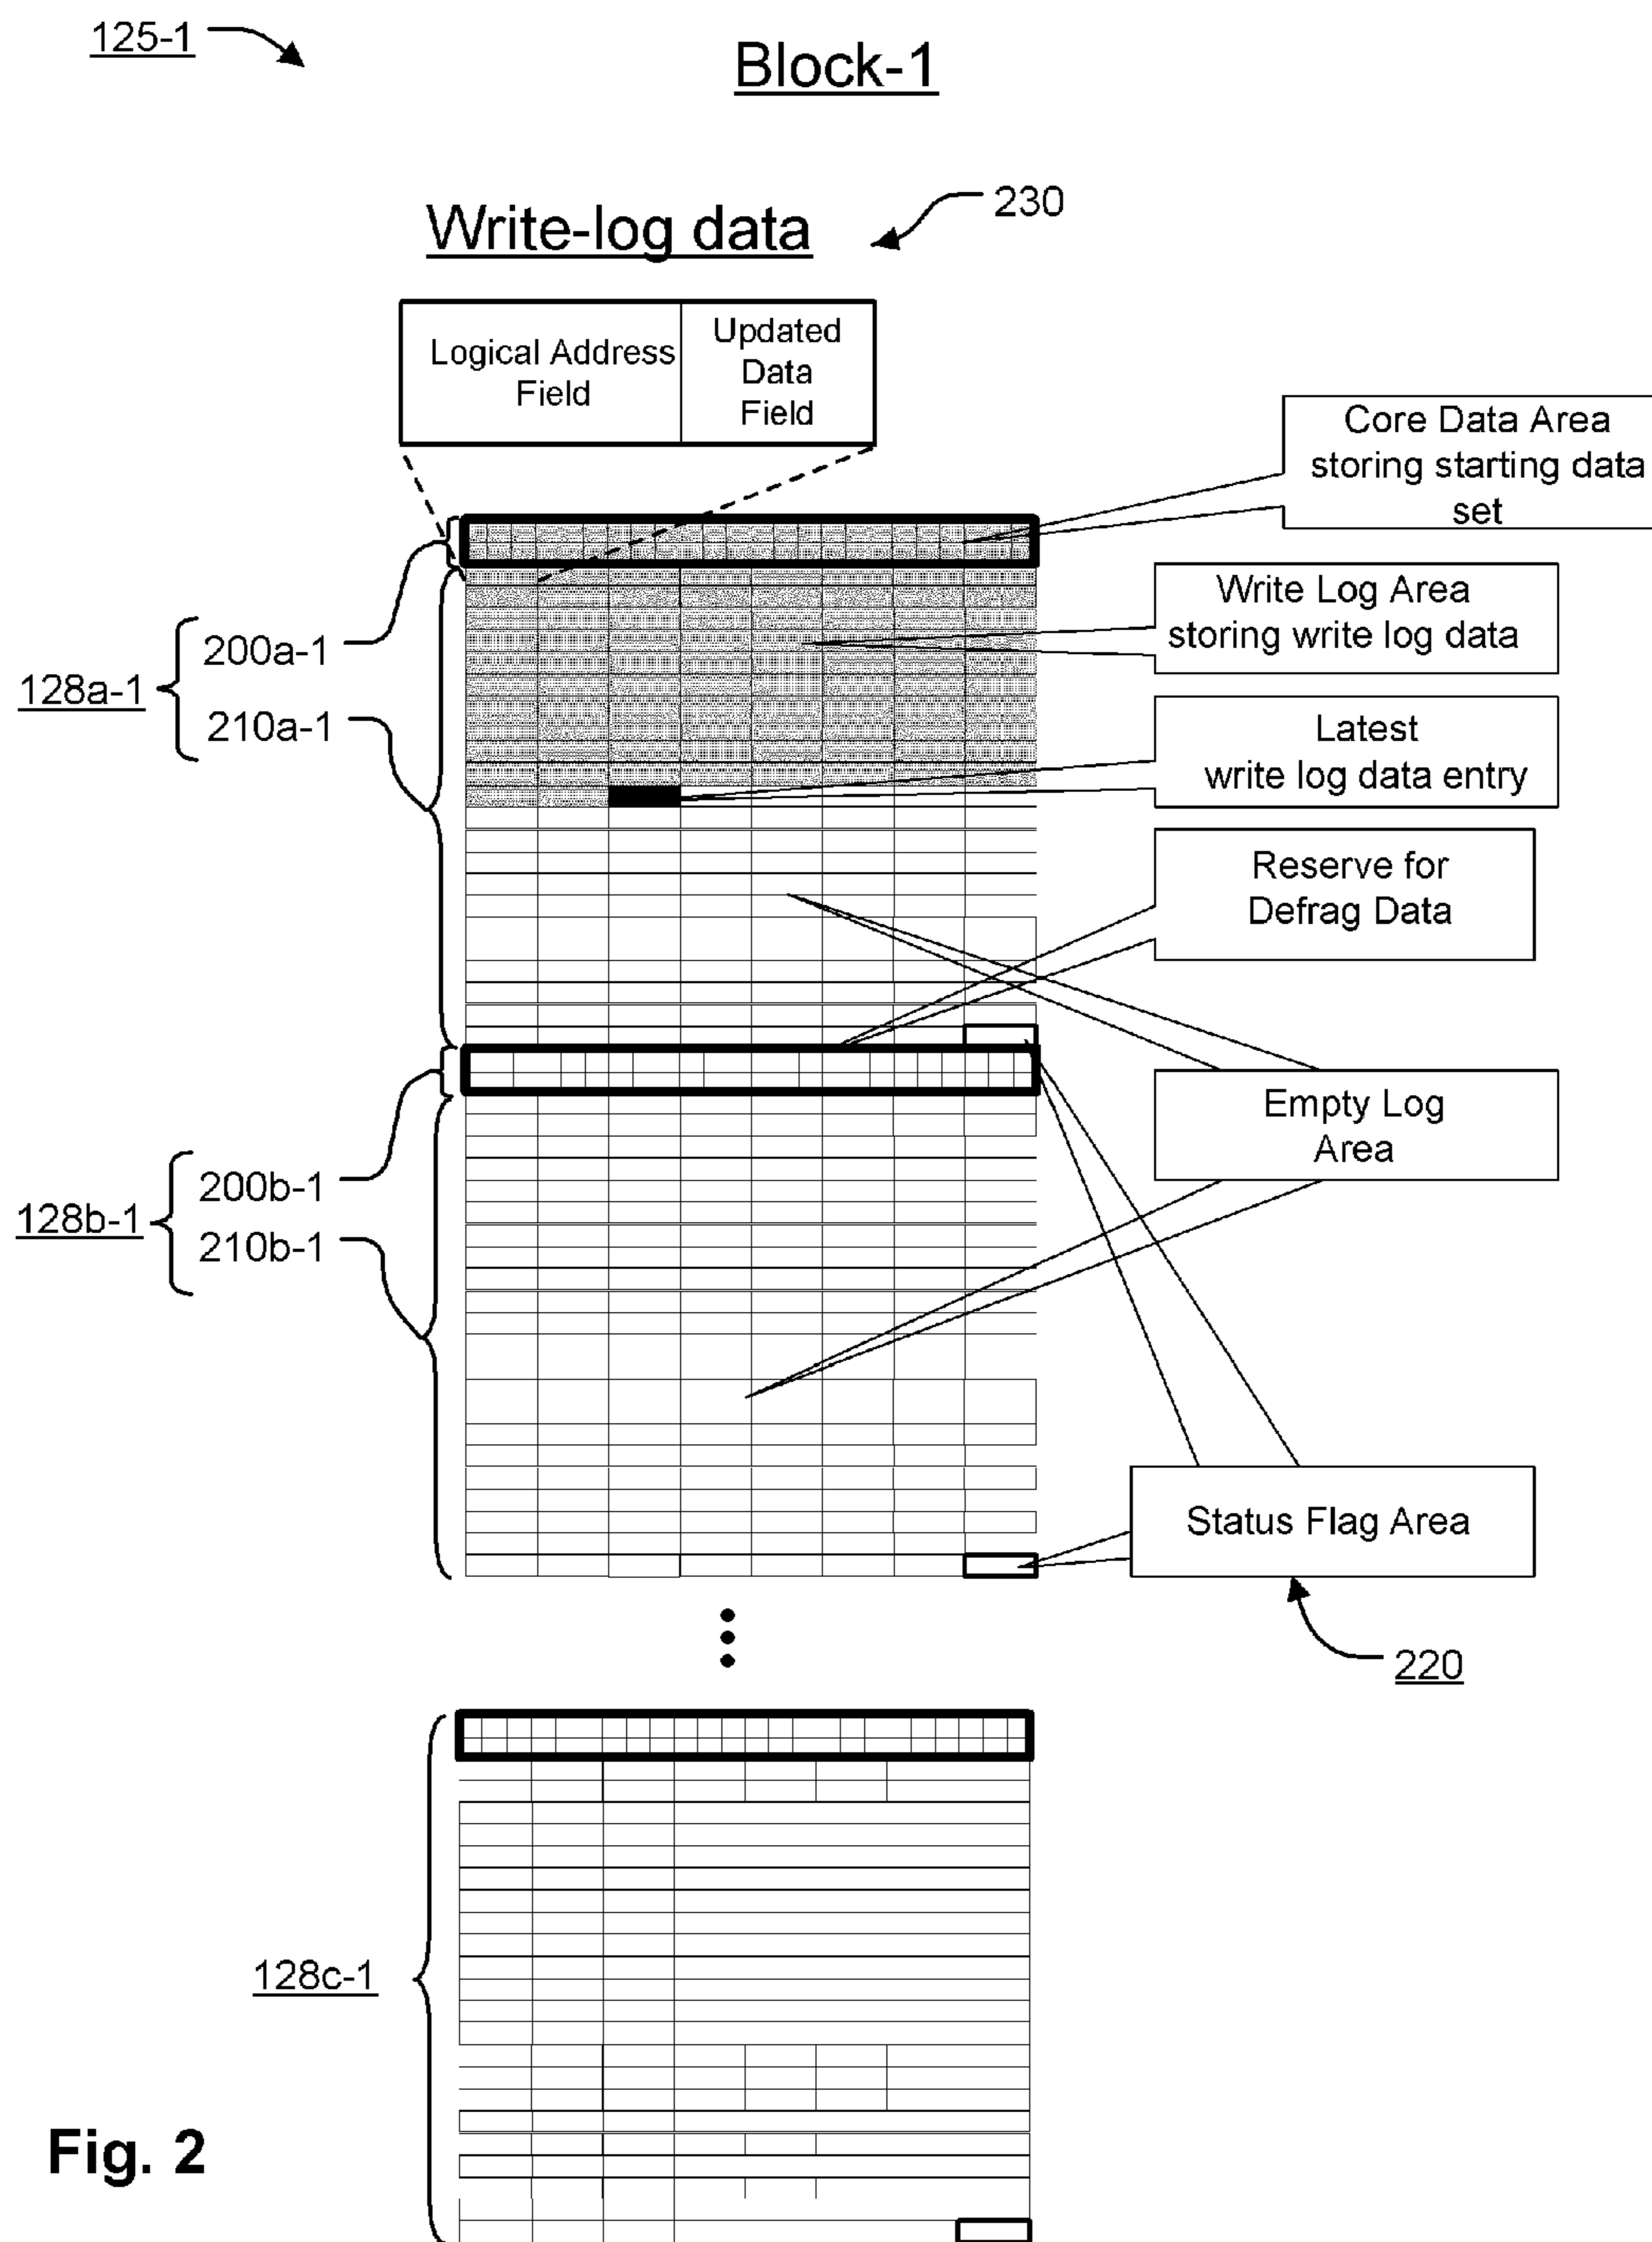 125-1
Block-1
Write-log data
230
Logical Address
Field
Updated
Data
Field
Core Data Area
storing starting data
set
Write Log Area
storing write log data
200a-1
128a-1
210a-1
Latest
write log data entry
Reserve for
Defrag Data
Empty Log
Area
200b-1
128b-1
210b-1
Status Flag Area
220
128c-1
Fig. 2